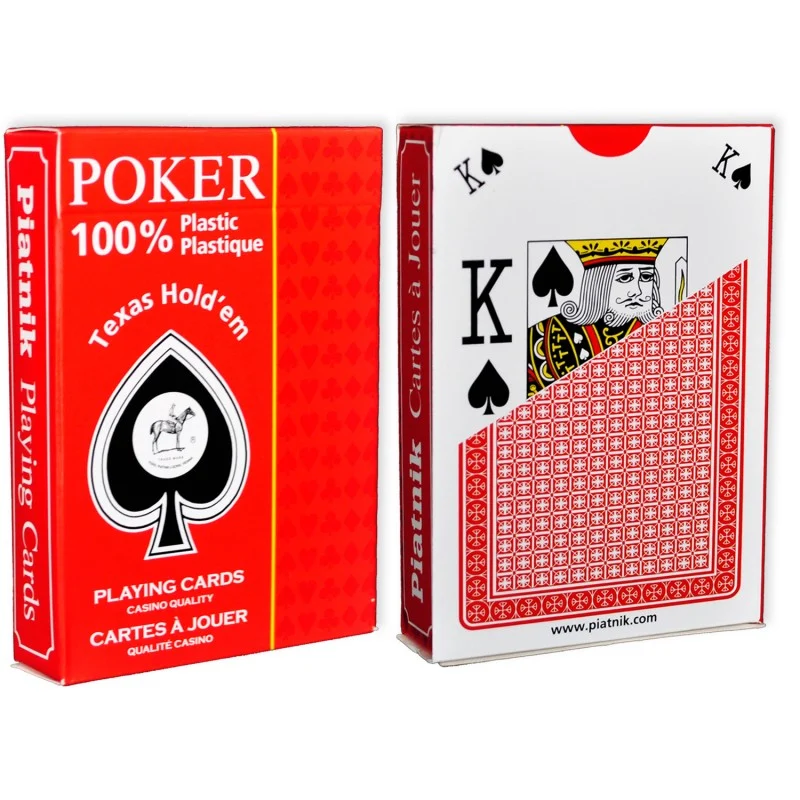 Piatnik Playing Cards
POKER
100% Plastic
Plastique
Texas Hold'em
PLAYING CARDS
CASINO QUALITY
CARTES À JOUER
QUALITÉ CASINO
Piatnik Cartes à Jouer
K
K
K
www.piatnik.com